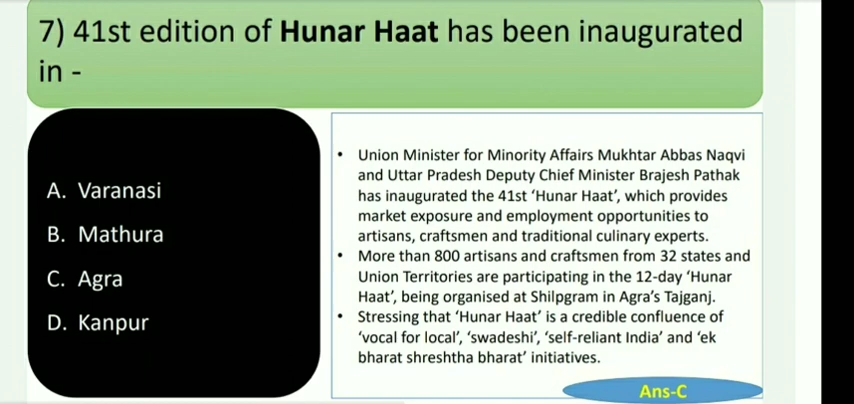 7) 41st edition of Hunar Haat has been inaugurated
in -
A. Varanasi
B. Mathura
C. Agra
D. Kanpur
• Union Minister for Minority Affairs Mukhtar Abbas Naqvi
and Uttar Pradesh Deputy Chief Minister Brajesh Pathak
has inaugurated the 41st ‘Hunar Haat’, which provides
market exposure and employment opportunities to
artisans, craftsmen and traditional culinary experts.
• More than 800 artisans and craftsmen from 32 states and
Union Territories are participating in the 12-day ‘Hunar
Haat’, being organised at Shilpgram in Agra’s Tajganj.
• Stressing that ‘Hunar Haat’ is a credible confluence of
‘vocal for local’, ‘swadeshi’, ‘self-reliant India’ and ‘ek
bharat shreshtha bharat’ initiatives.
Ans-C